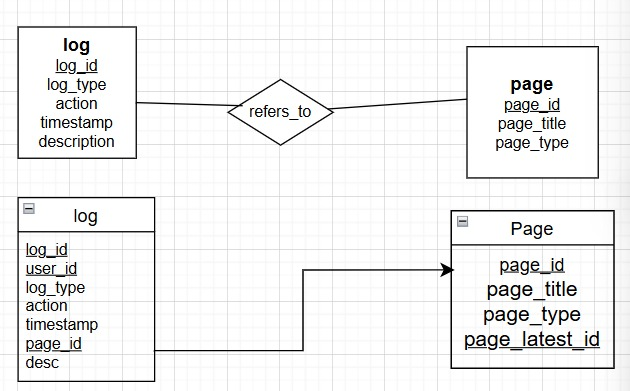 log
log_id
log_type
action
timestamp
description
refers_to
page
page_id
page_title
page_type
log
log_id
user_id
log_type
action
timestamp
page_id
desc
Page
page_id
page_title
page_type
page_latest_id